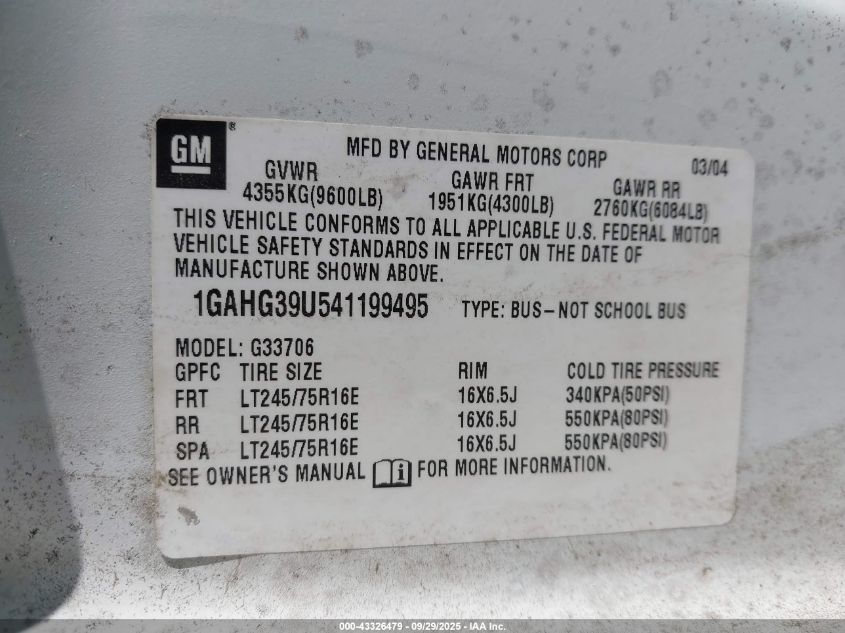 GM®
MFD BY GENERAL MOTORS CORP 03/04
GVWR GAWR FRT GAWR RR
4355KG(9600LB) 1951KG(4300LB) 2760KG(6084LB)
THIS VEHICLE CONFORMS TO ALL APPLICABLE U.S. FEDERAL MOTOR
VEHICLE SAFETY STANDARDS IN EFFECT ON THE DATE OF
MANUFACTURE SHOWN ABOVE.
1GAHG39U541199495 TYPE: BUS-NOT SCHOOL BUS
MODEL: G33706
GPFC TIRE SIZE RIM COLD TIRE PRESSURE
FRT LT245/75R16E 16X6.5J 340KPA(50PSI)
RR LT245/75R16E 16X6.5J 550KPA(80PSI)
SPA LT245/75R16E 16X6.5J 550KPA(80PSI)
SEE OWNER'S MANUAL i FOR MORE INFORMATION.
000-43326479 - 09/29/2025 - IAA Inc.